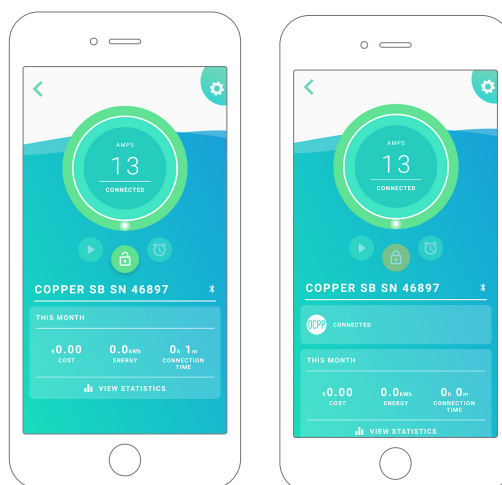 AMPS
13
CONNECTED
COPPER SB SN 46897
THIS MONTH
€0.00 0.0kWh 0h 1m
COST ENERGY CONNECTION
TIME
VIEW STATISTICS
AMPS
13
CONNECTED
COPPER SB SN 46897
OCPP CONNECTED
THIS MONTH
€0.00 0.0kWh 0h 0m
COST ENERGY CONNECTION
TIME
VIEW STATISTICS